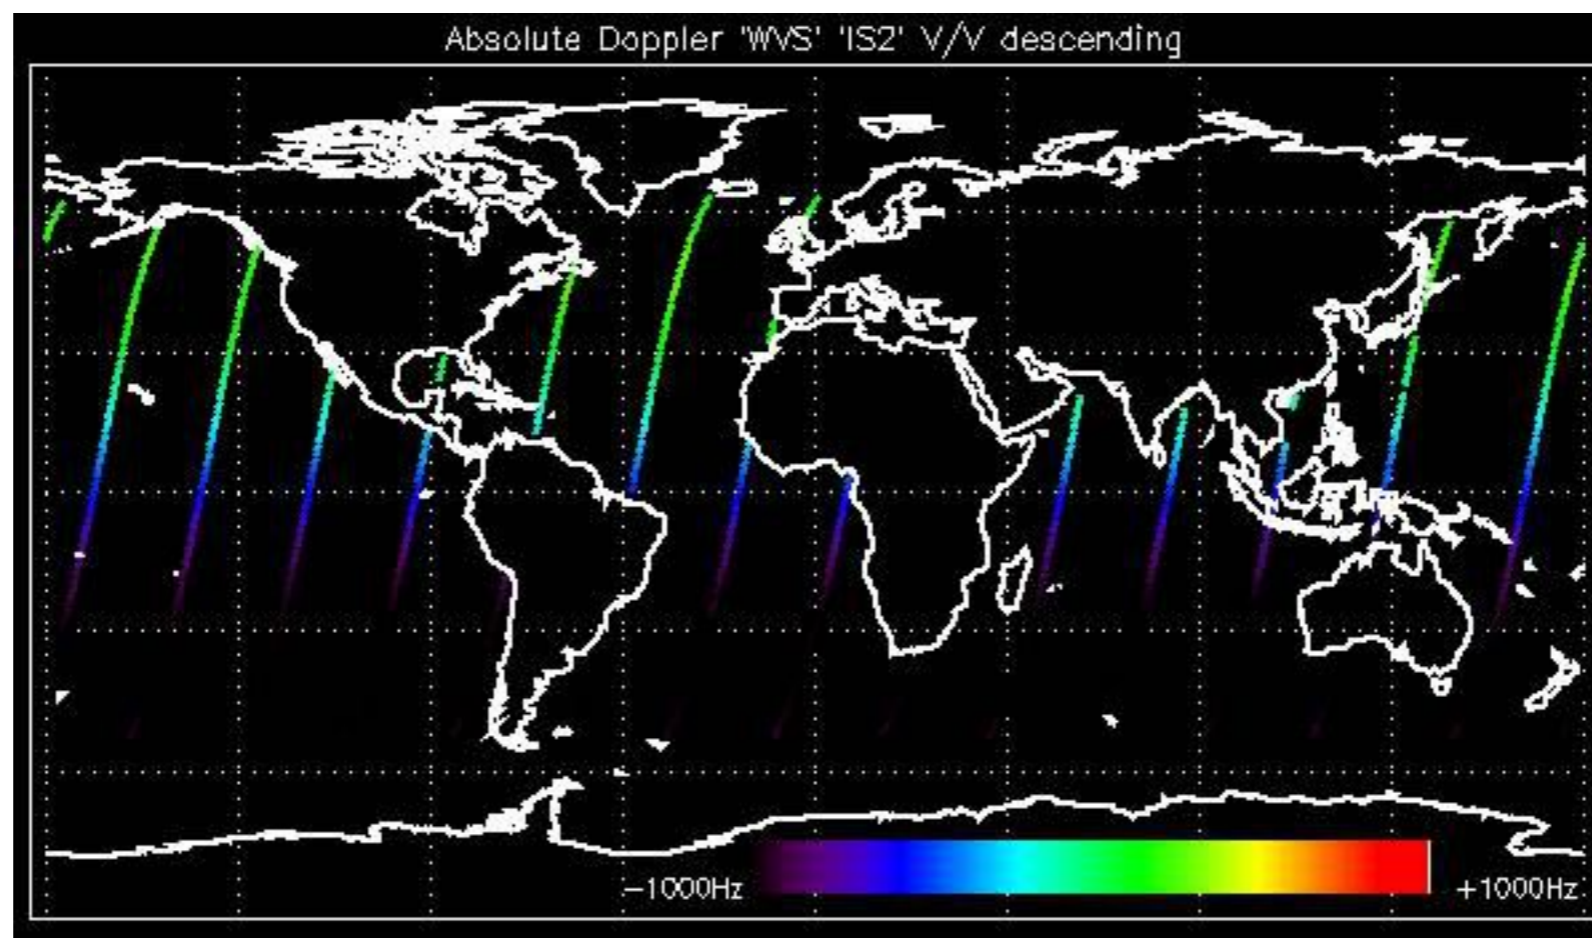 Absolute Doppler 'WVS' 'IS2' V/V descending
-1000Hz
+1000Hz